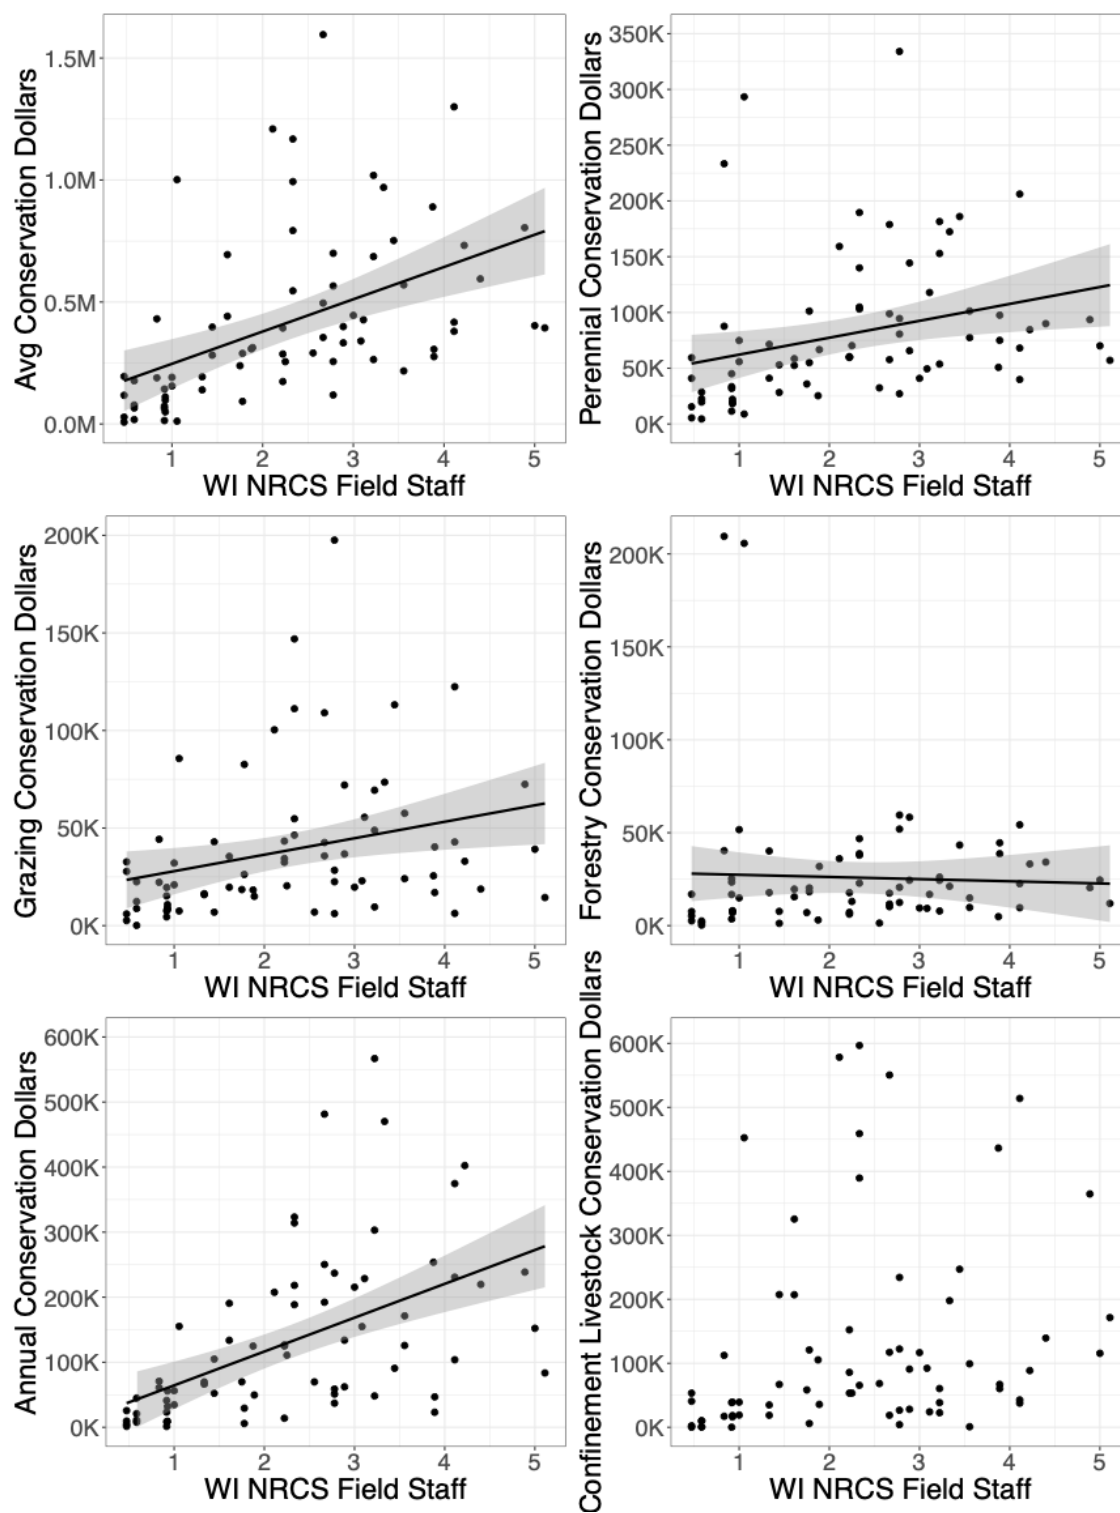 Avg Conservation Dollars
1.5M
1.0M
0.5M
0.0M
1 2 3 4 5
WI NRCS Field Staff
Perennial Conservation Dollars
350K
300K
250K
200K
150K
100K
50K
0K
1 2 3 4 5
WI NRCS Field Staff
Grazing Conservation Dollars
200K
150K
100K
50K
0K
1 2 3 4 5
WI NRCS Field Staff
Forestry Conservation Dollars
200K
150K
100K
50K
0K
1 2 3 4 5
WI NRCS Field Staff
Annual Conservation Dollars
600K
500K
400K
300K
200K
100K
0K
1 2 3 4 5
WI NRCS Field Staff
Confinement Livestock Conservation Dollars
600K
500K
400K
300K
200K
100K
0K
1 2 3 4 5
WI NRCS Field Staff